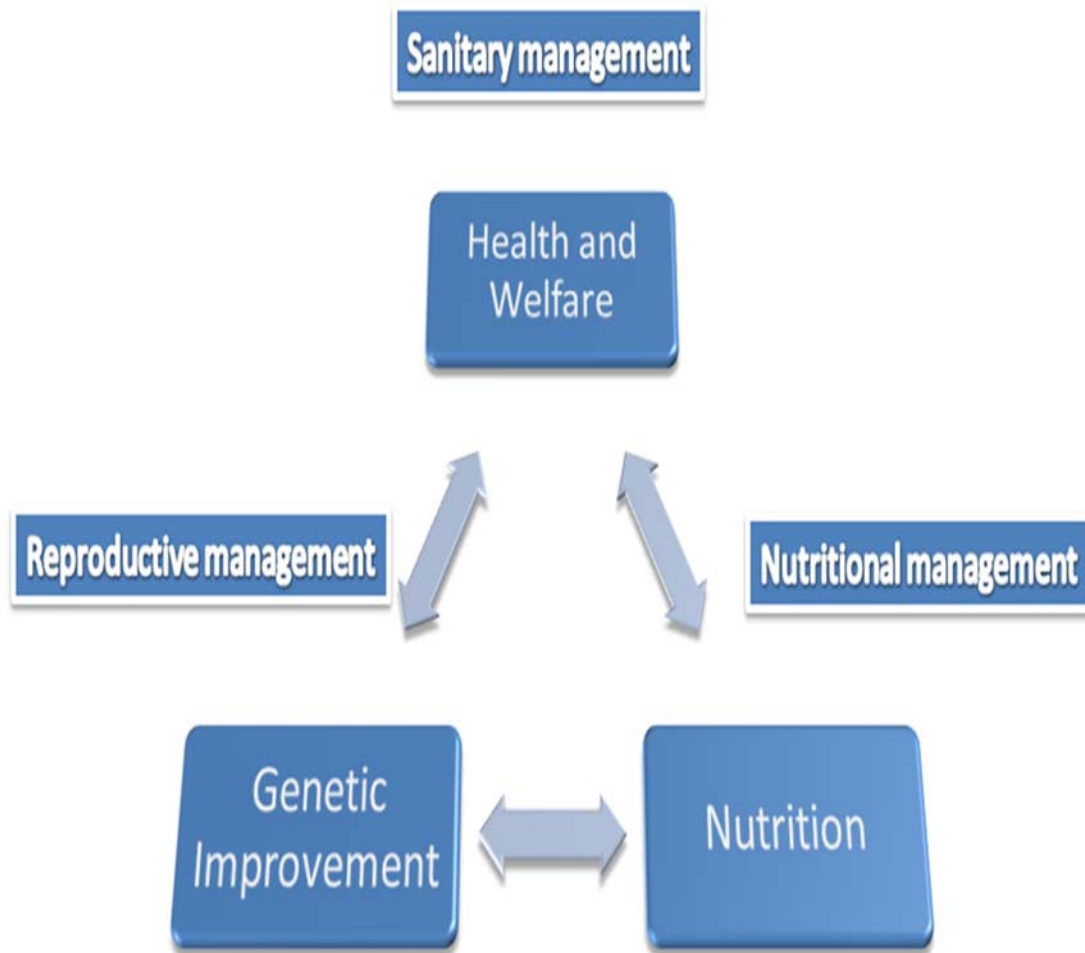 Sanitary management
Health and
Welfare
Reproductive management
Nutritional management
Genetic
Improvement
Nutrition